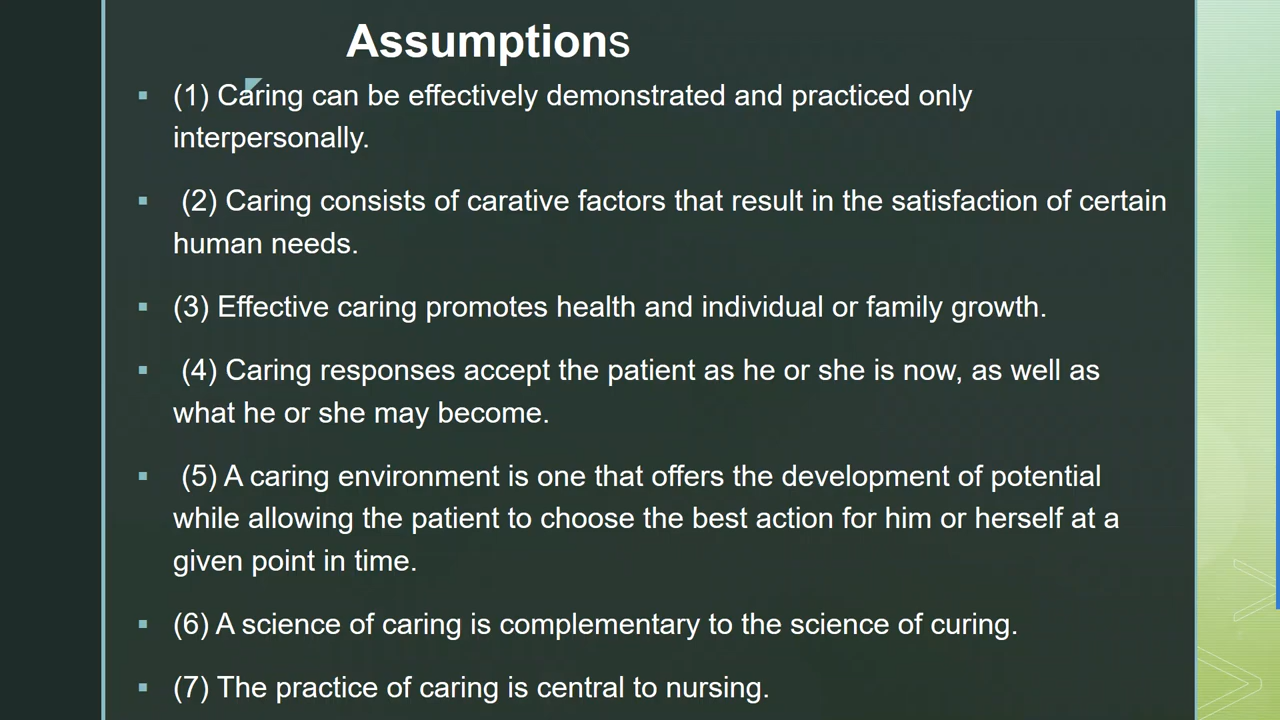 Assumptions
▪ (1) Caring can be effectively demonstrated and practiced only
interpersonally.
▪ (2) Caring consists of carative factors that result in the satisfaction of certain
human needs.
▪ (3) Effective caring promotes health and individual or family growth.
▪ (4) Caring responses accept the patient as he or she is now, as well as
what he or she may become.
▪ (5) A caring environment is one that offers the development of potential
while allowing the patient to choose the best action for him or herself at a
given point in time.
▪ (6) A science of caring is complementary to the science of curing.
▪ (7) The practice of caring is central to nursing.